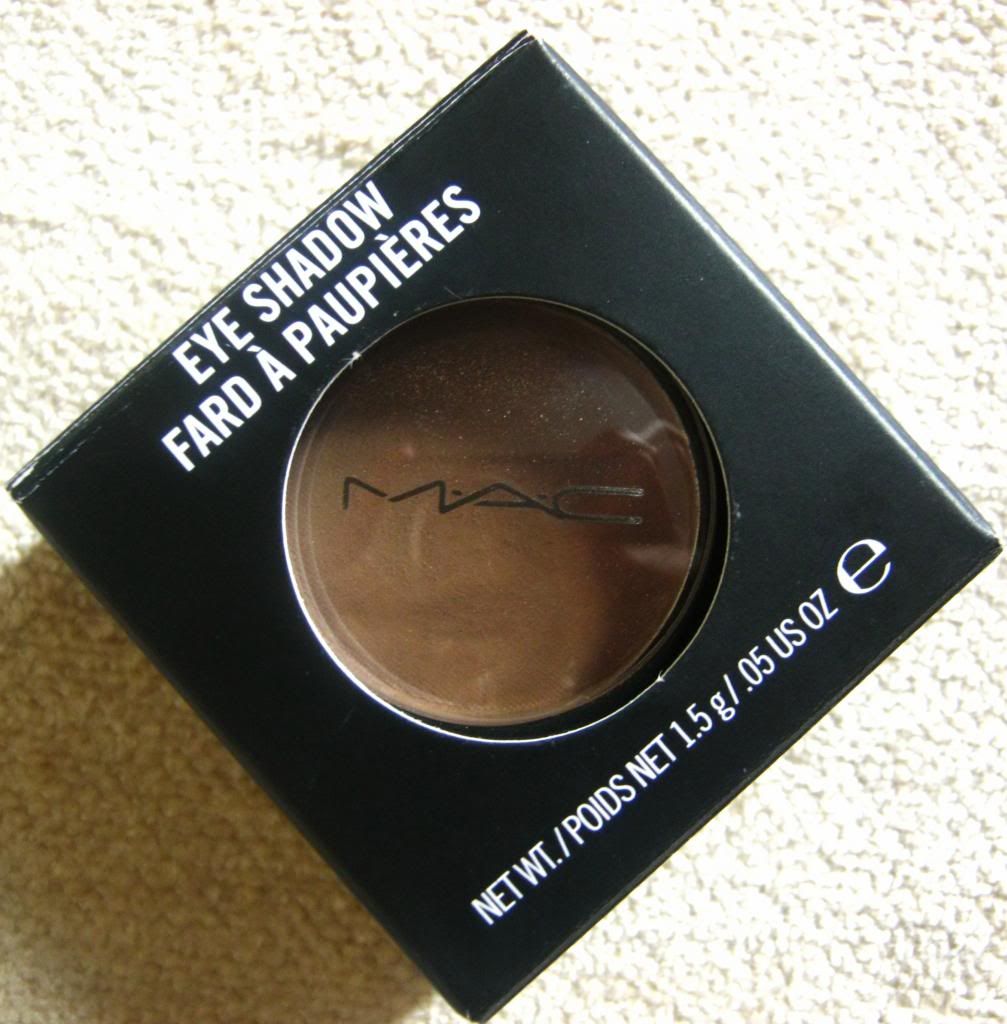 EYE SHADOW
FARD À PAUPIÈRES
M·A·C
NET WT. / POIDS NET 1.5 g / .05 US OZ e